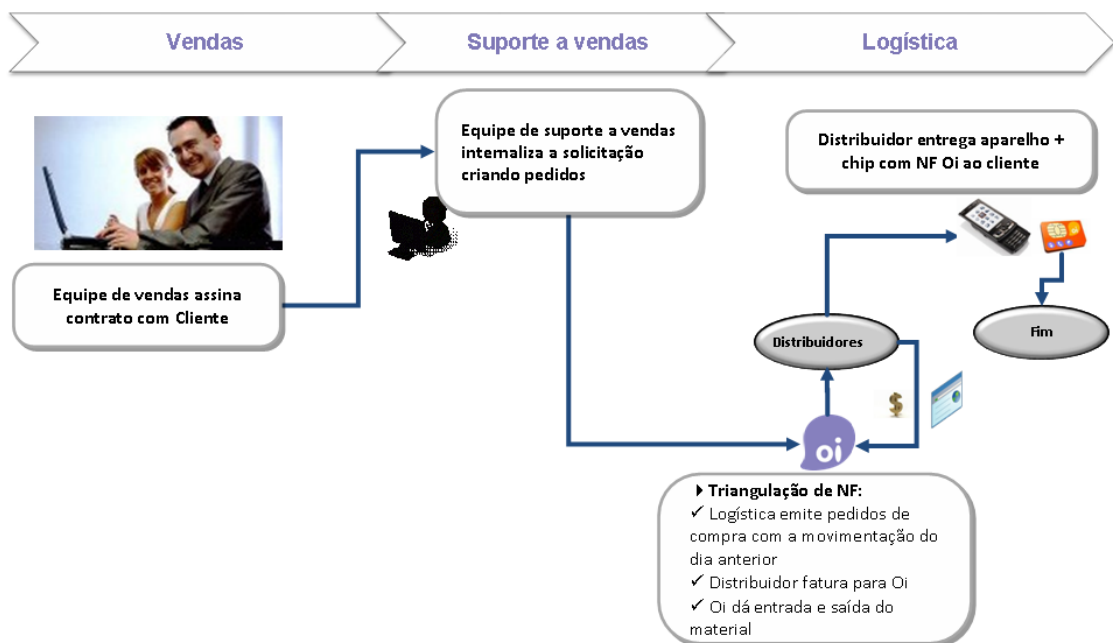 Vendas
Suporte a vendas
Logística
Equipe de vendas assina
contrato com Cliente
Equipe de suporte a vendas
internaliza a solicitação
criando pedidos
Distribuidor entrega aparelho +
chip com NF Oi ao cliente
Distribuidores
Fim
$
oi
Triangulação de NF:
✓ Logística emite pedidos de
compra com a movimentação do
dia anterior
✓ Distribuidor fatura para Oi
✓ Oi dá entrada e saída do
material